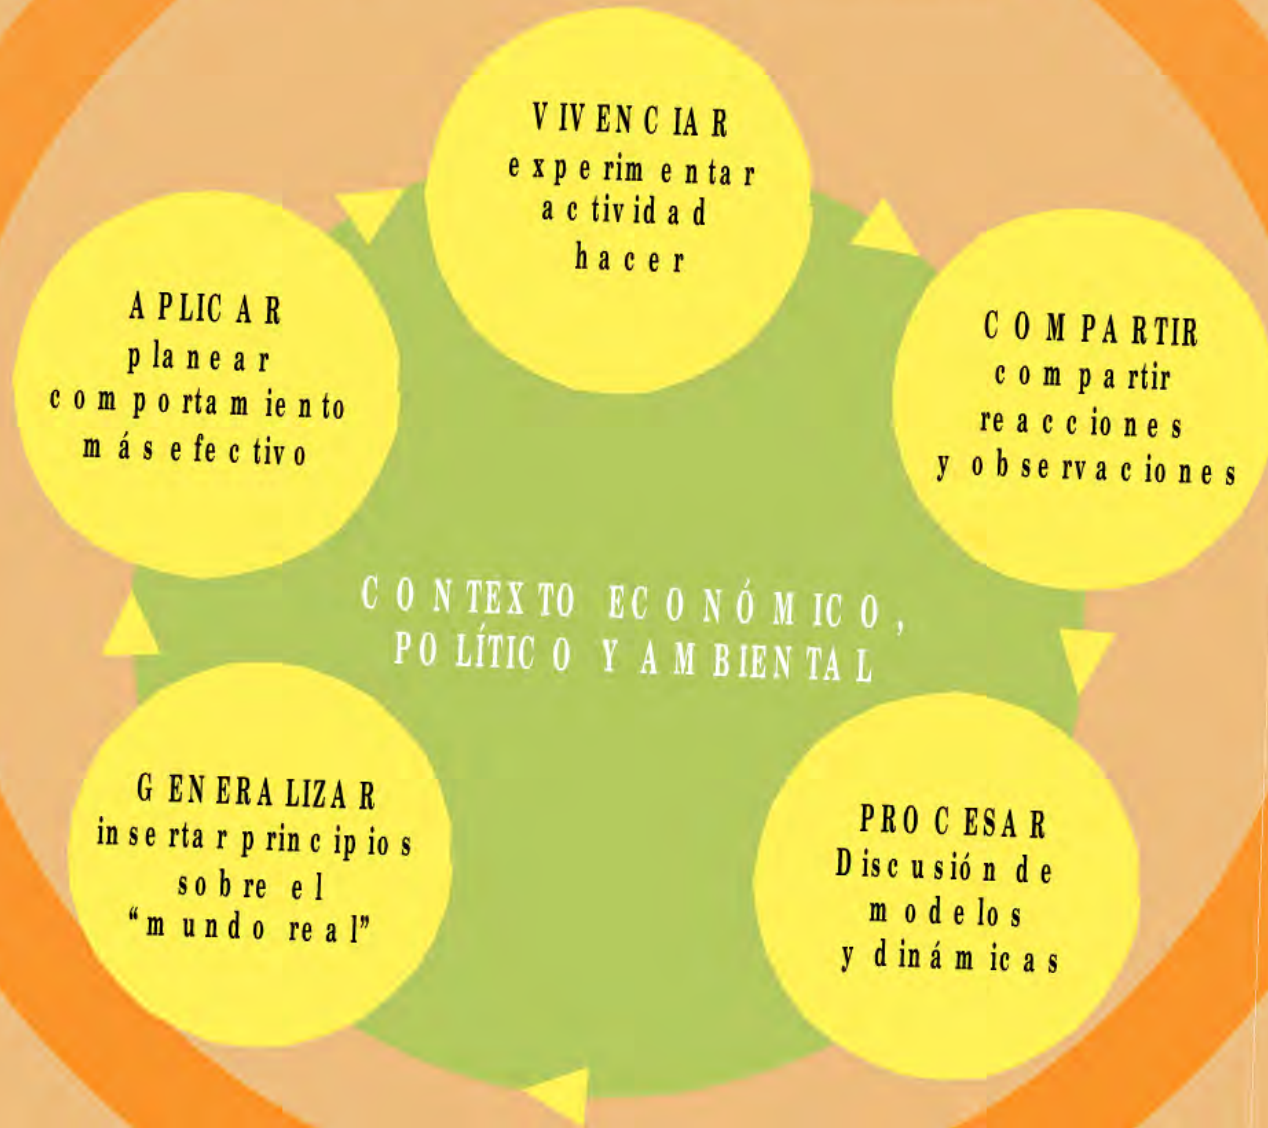 VIVENCIAR
experimentar
actividad
hacer
COMPARTIR
compartir
reacciones
y observaciones
PROCESAR
Discusión de
modelos
y dinámicas
GENERALIZAR
insertar principios
sobre el
“mundo real”
APLICAR
planear
comportamiento
más efectivo
CONTEXTO ECONÓMICO,
POLÍTICO Y AMBIENTAL